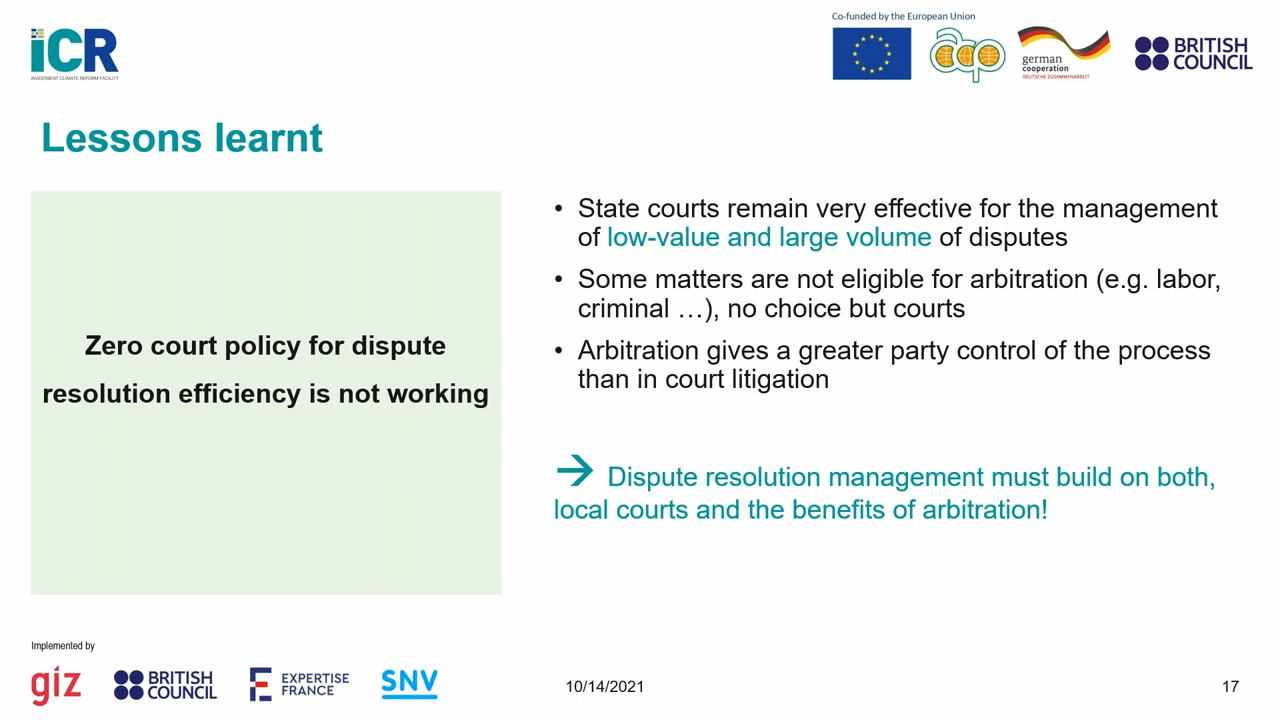 Co-funded by the European Union
iCR
INVESTMENT CLIMATE REFORM FACILITY
acp
german
cooperation
DEUTSCHE ZUSAMMENARBEIT
BRITISH
COUNCIL
Lessons learnt
Zero court policy for dispute
resolution efficiency is not working
• State courts remain very effective for the management
of low-value and large volume of disputes
• Some matters are not eligible for arbitration (e.g. labor,
criminal …), no choice but courts
• Arbitration gives a greater party control of the process
than in court litigation
→ Dispute resolution management must build on both,
local courts and the benefits of arbitration!
Implemented by
giz
BRITISH
COUNCIL
EXPERTISE
FRANCE
SNV
10/14/2021
17